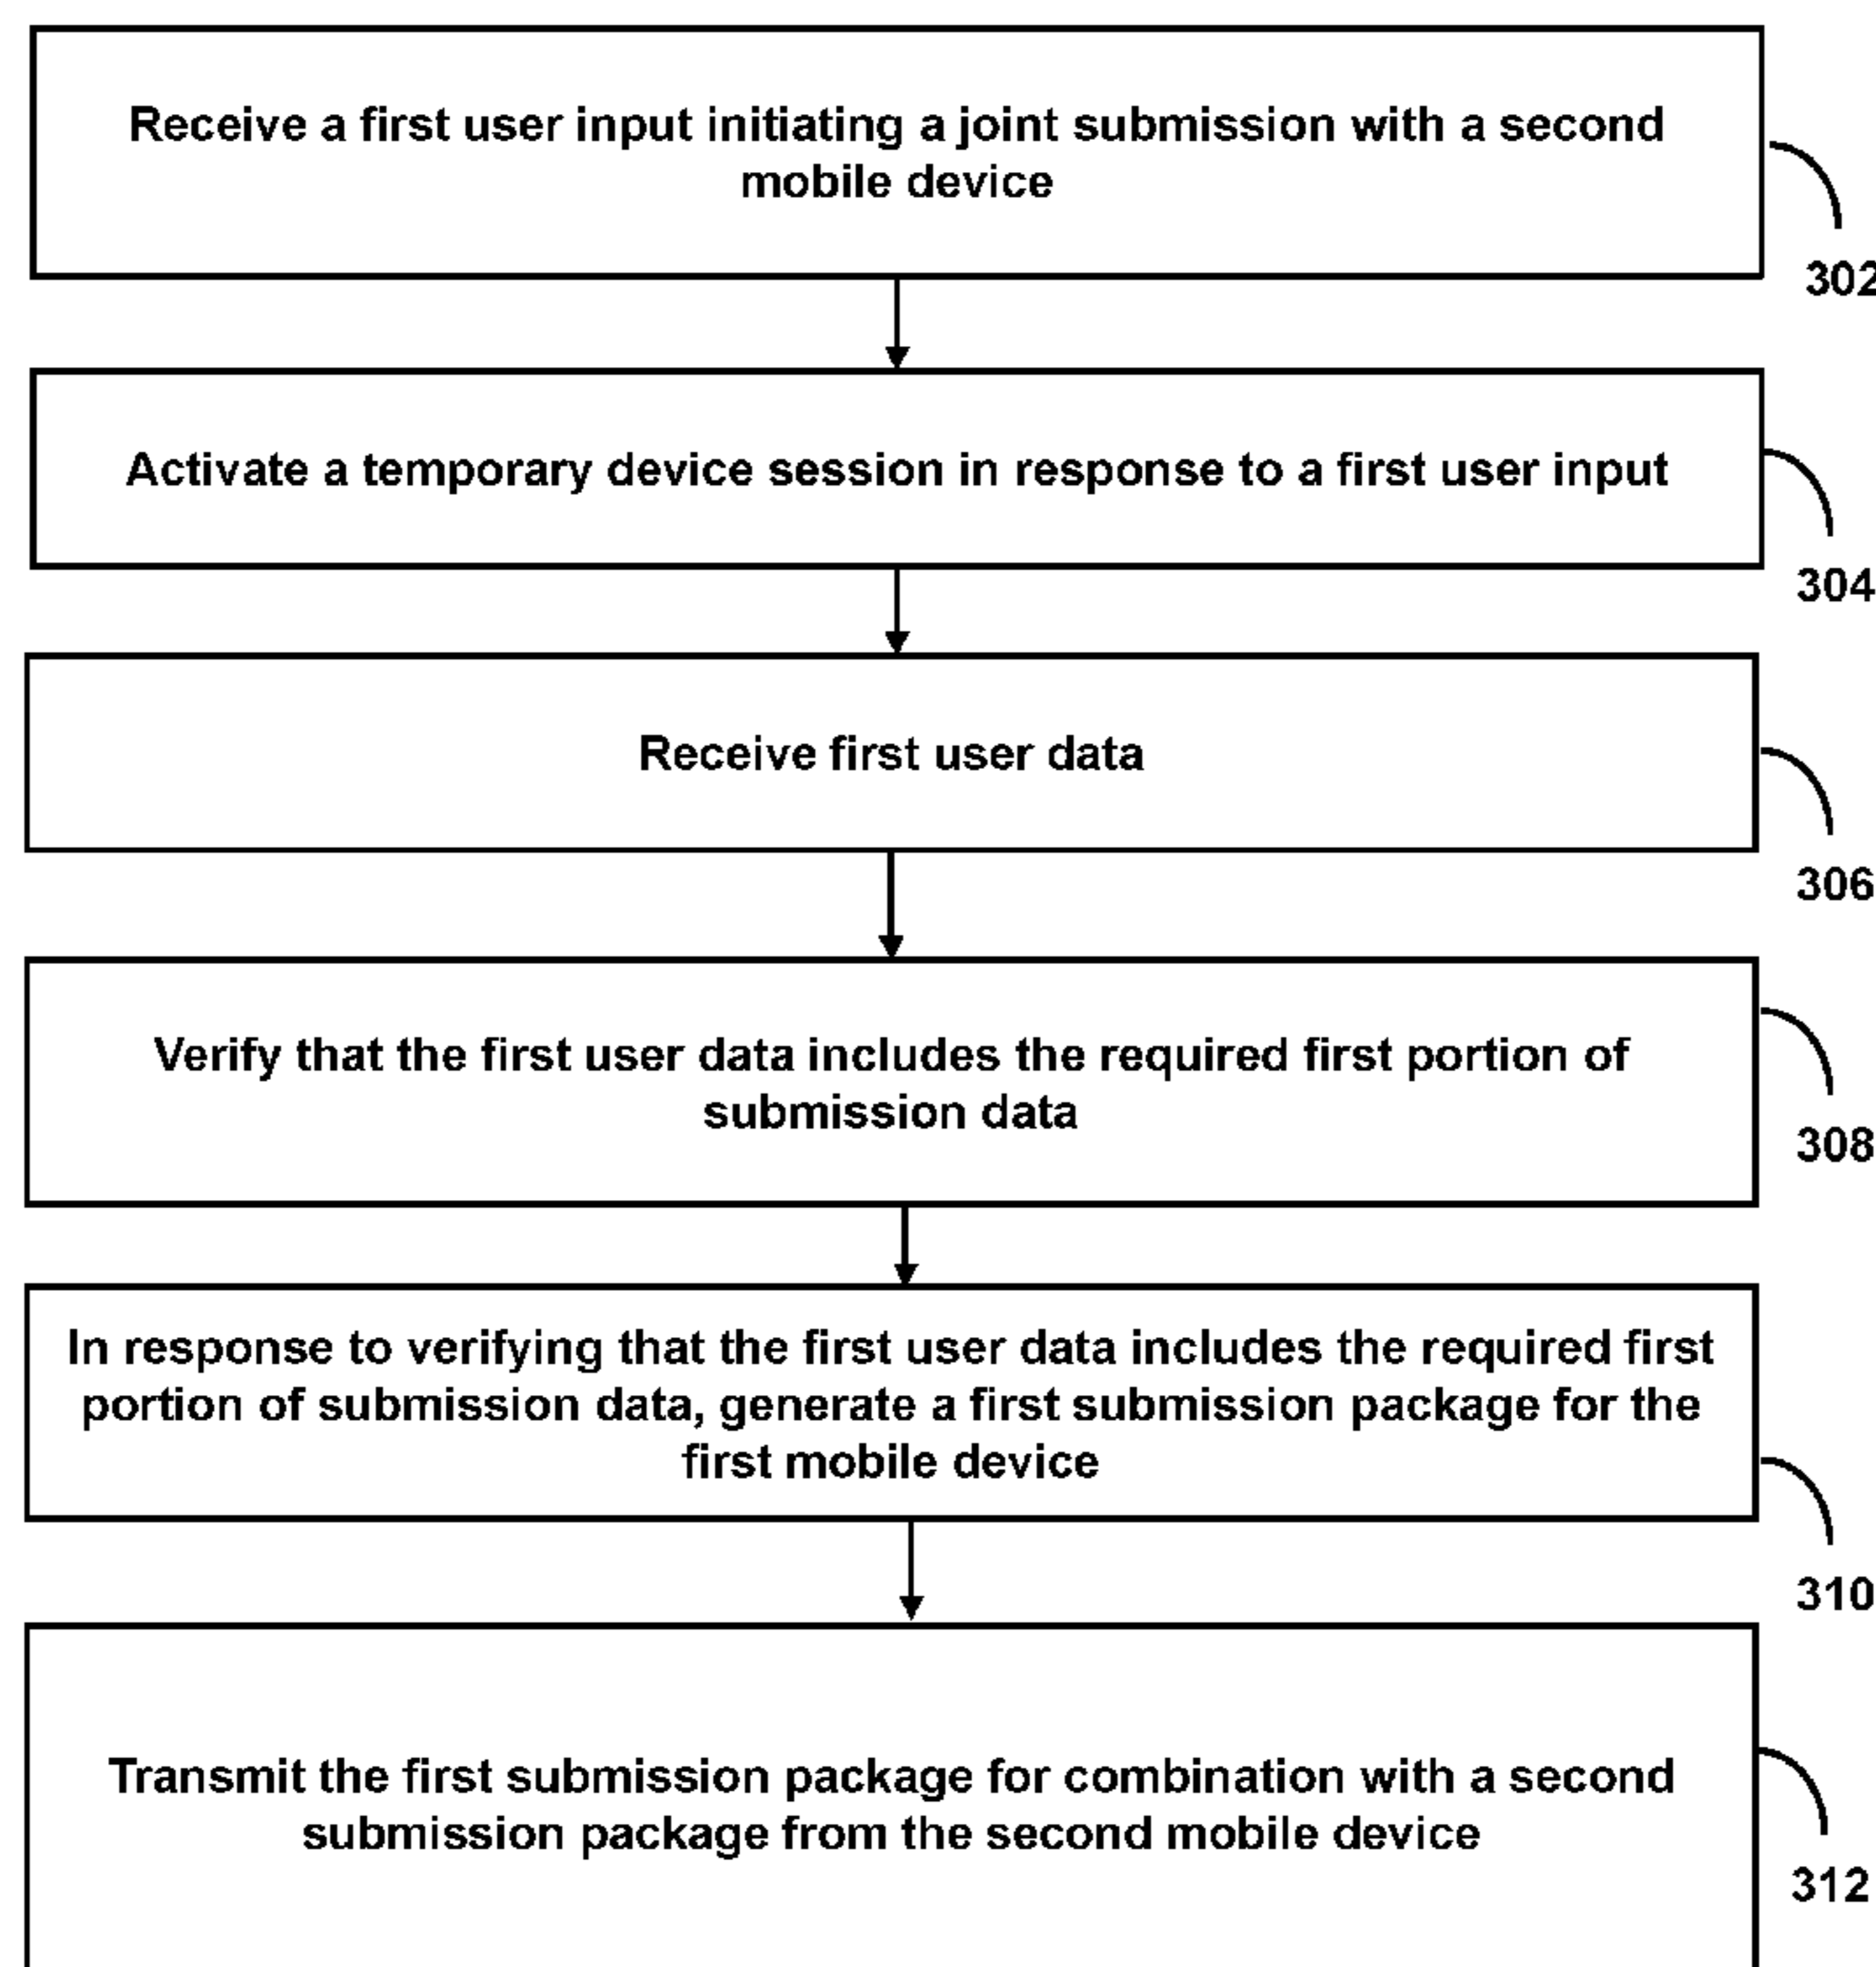 Receive a first user input initiating a joint submission with a second
mobile device
302
Activate a temporary device session in response to a first user input
304
Receive first user data
306
Verify that the first user data includes the required first portion of
submission data
308
In response to verifying that the first user data includes the required first
portion of submission data, generate a first submission package for the
first mobile device
310
Transmit the first submission package for combination with a second
submission package from the second mobile device
312